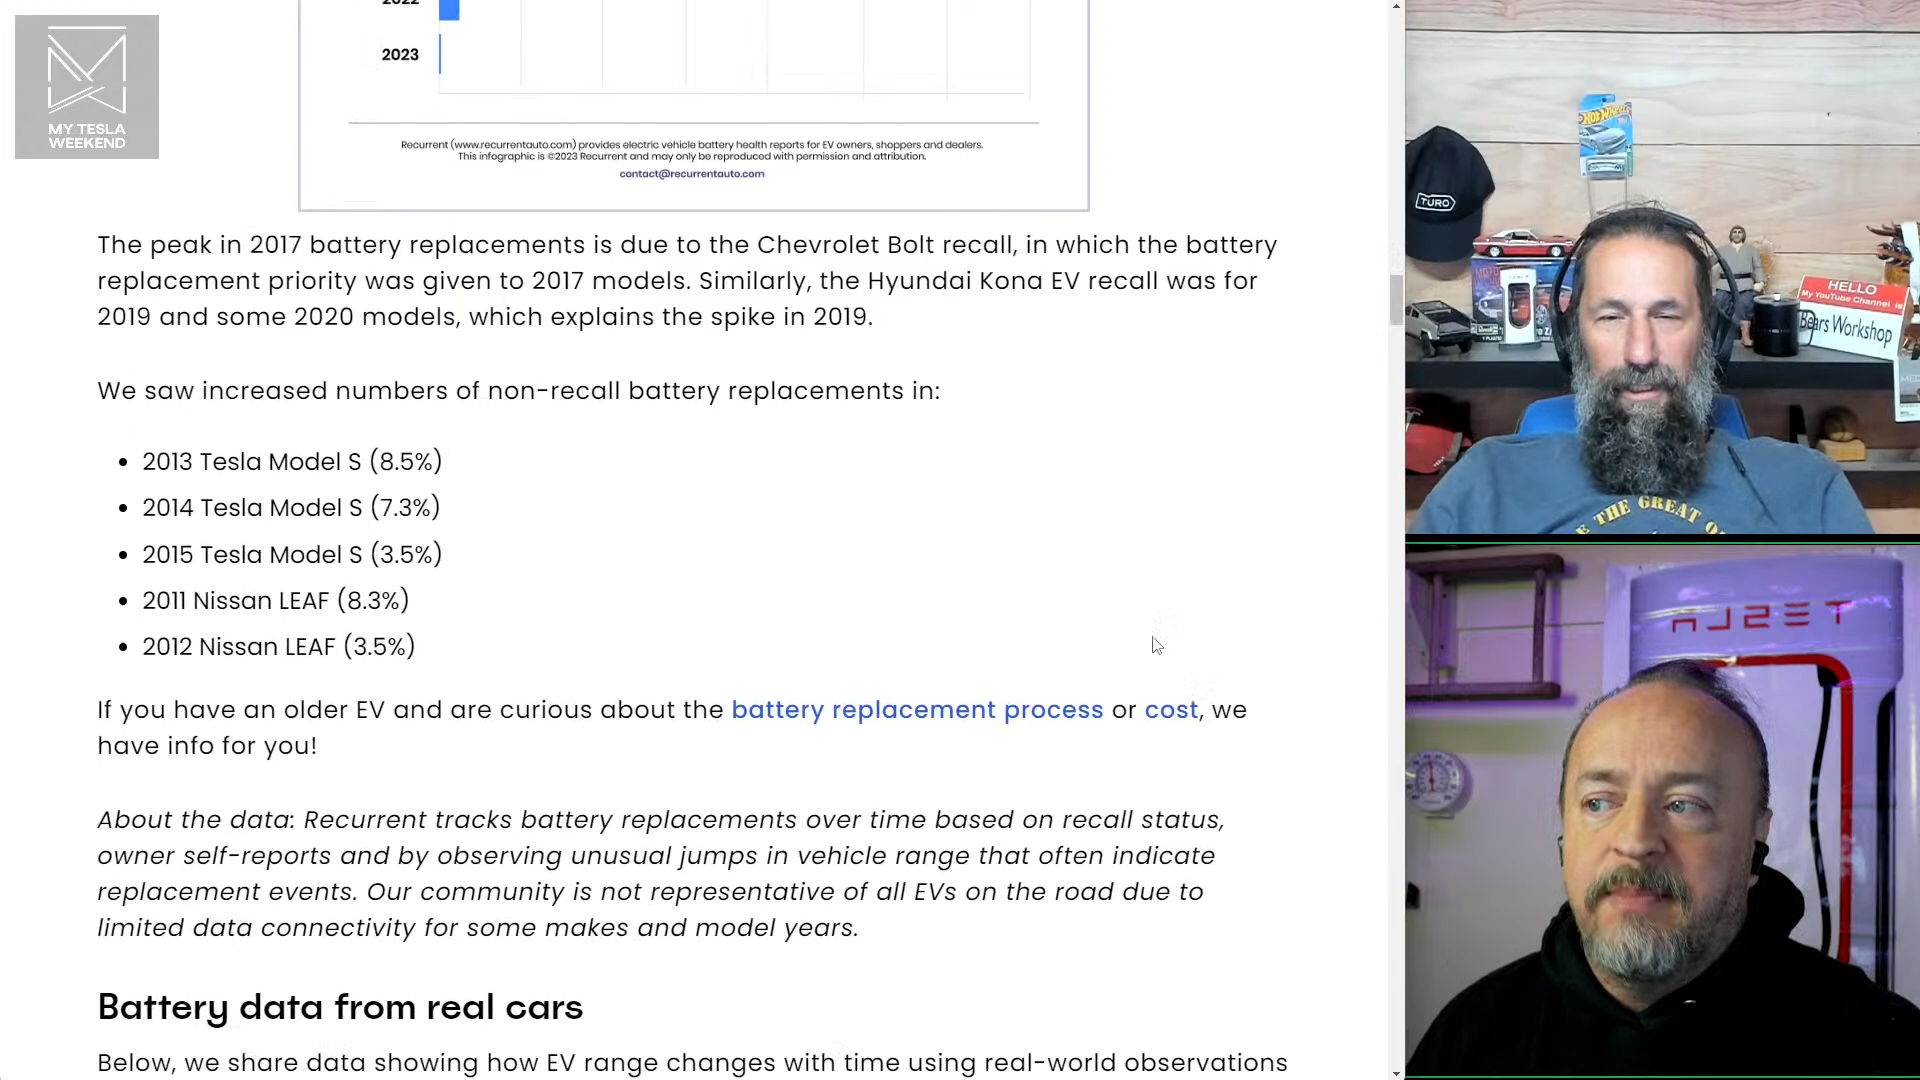 2022
2023
MY TESLA
WEEKEND
Recurrent (www.recurrentauto.com) provides electric vehicle battery health reports for EV owners, shoppers and dealers.
This infographic is ©2023 Recurrent and may only be reproduced with permission and attribution.
contact@recurrentauto.com
The peak in 2017 battery replacements is due to the Chevrolet Bolt recall, in which the battery
replacement priority was given to 2017 models. Similarly, the Hyundai Kona EV recall was for
2019 and some 2020 models, which explains the spike in 2019.
We saw increased numbers of non-recall battery replacements in:
• 2013 Tesla Model S (8.5%)
• 2014 Tesla Model S (7.3%)
• 2015 Tesla Model S (3.5%)
• 2011 Nissan LEAF (8.3%)
• 2012 Nissan LEAF (3.5%)
If you have an older EV and are curious about the battery replacement process or cost, we
have info for you!
About the data: Recurrent tracks battery replacements over time based on recall status,
owner self-reports and by observing unusual jumps in vehicle range that often indicate
replacement events. Our community is not representative of all EVs on the road due to
limited data connectivity for some makes and model years.
Battery data from real cars
Below, we share data showing how EV range changes with time using real-world observations
Hot Wheels
TURO
HELLO
My YouTube Channel is
Bears Workshop
THE GREAT
TESLA